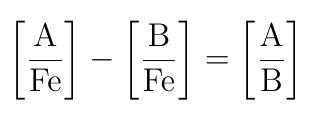 [A/Fe] − [B/Fe] = [A/B]